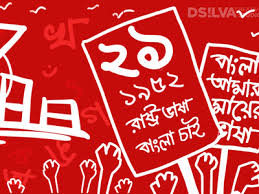 DSILVA
২১
১৯৫২
রাষ্ট্র ভাষা
বাংলা চাই
বাংলা
আমার
মায়ের
ভাষা
খ